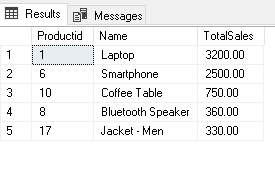 Results Messages
Productid Name TotalSales
1 1 Laptop 3200.00
2 6 Smartphone 2500.00
3 10 Coffee Table 750.00
4 8 Bluetooth Speaker 360.00
5 17 Jacket - Men 330.00